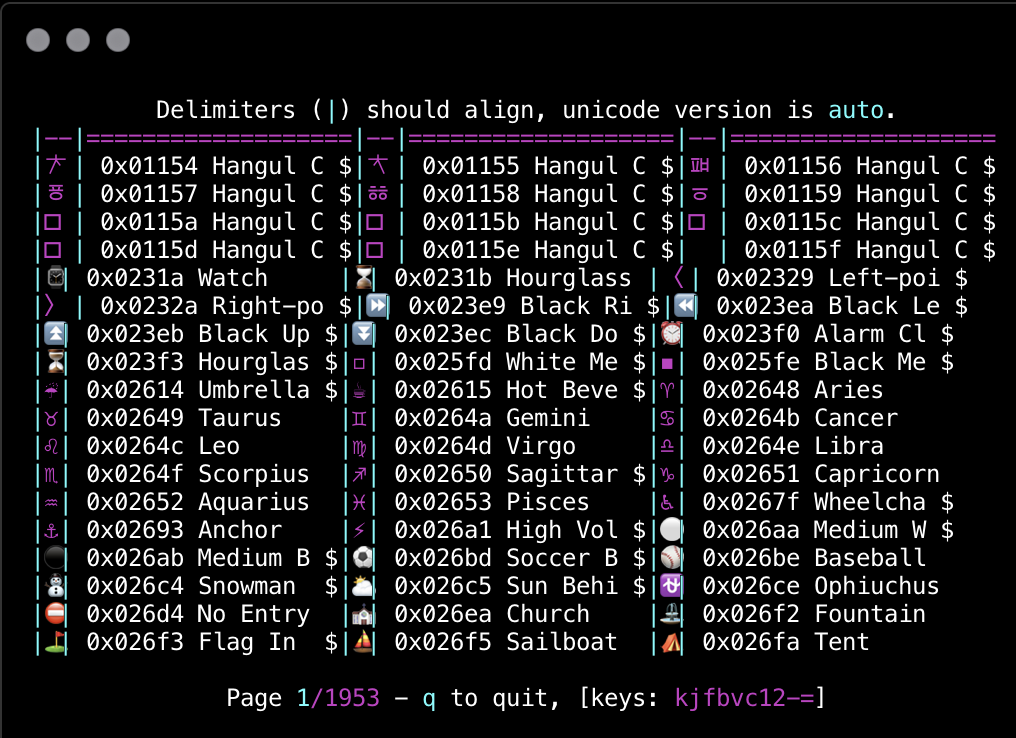 Delimiters (|) should align, unicode version is auto.
|--|===================|--|===================|--|===================
|ᅔ | 0x01154 Hangul C $|ᅕ | 0x01155 Hangul C $|ᅖ | 0x01156 Hangul C $
|ᅗ | 0x01157 Hangul C $|ᅘ | 0x01158 Hangul C $|ᅙ | 0x01159 Hangul C $
|□ | 0x0115a Hangul C $|□ | 0x0115b Hangul C $|□ | 0x0115c Hangul C $
|□ | 0x0115d Hangul C $|□ | 0x0115e Hangul C $|  | 0x0115f Hangul C $
|⌚| 0x0231a Watch     |⌛| 0x0231b Hourglass |〈| 0x02329 Left-poi $
|〉 | 0x0232a Right-po $|⏩| 0x023e9 Black Ri $|⏪| 0x023ea Black Le $
|⏫| 0x023eb Black Up $|⏬| 0x023ec Black Do $|⏰| 0x023f0 Alarm Cl $
|⏳| 0x023f3 Hourglas $|◽| 0x025fd White Me $|◾| 0x025fe Black Me $
|☔| 0x02614 Umbrella $|☕| 0x02615 Hot Beve $|♈| 0x02648 Aries
|♉| 0x02649 Taurus    |♊| 0x0264a Gemini    |♋| 0x0264b Cancer
|♌| 0x0264c Leo       |♍| 0x0264d Virgo     |♎| 0x0264e Libra
|♏| 0x0264f Scorpius  |♐| 0x02650 Sagittar $|♑| 0x02651 Capricorn
|♒| 0x02652 Aquarius  |♓| 0x02653 Pisces    |♿| 0x0267f Wheelcha $
|⚓| 0x02693 Anchor    |⚡| 0x026a1 High Vol $|⚪| 0x026aa Medium W $
|⚫| 0x026ab Medium B $|⚽| 0x026bd Soccer B $|⚾| 0x026be Baseball
|⛄| 0x026c4 Snowman  $|⛅| 0x026c5 Sun Behi $|⛎| 0x026ce Ophiuchus
|⛔| 0x026d4 No Entry  |⛪| 0x026ea Church    |⛲| 0x026f2 Fountain
|⛳| 0x026f3 Flag In  $|⛵| 0x026f5 Sailboat  |⛺| 0x026fa Tent
Page 1/1953 - q to quit, [keys: kjfbvc12-=]